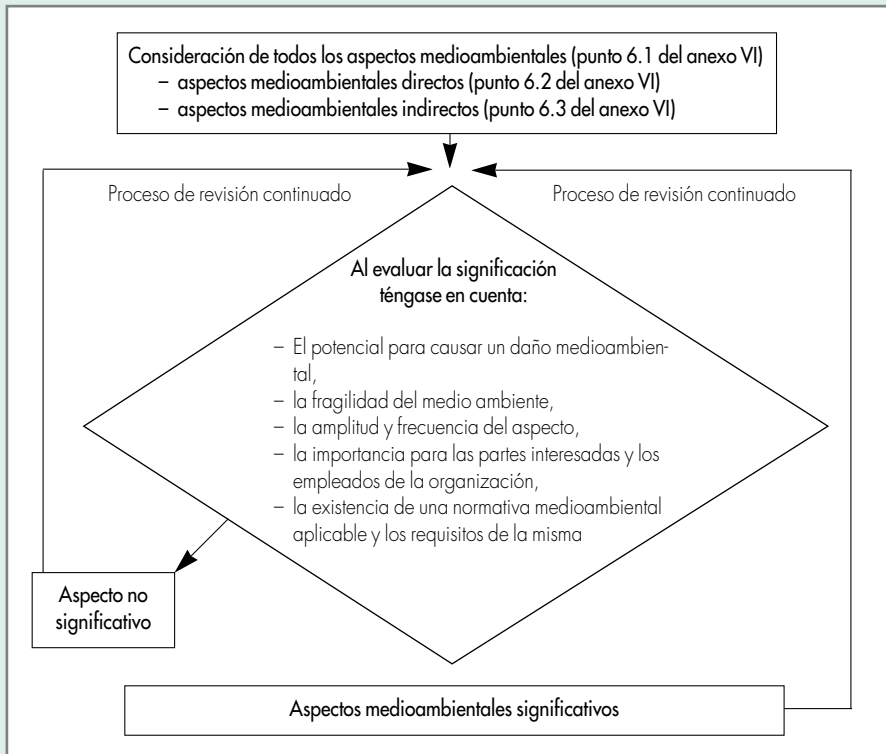 Consideración de todos los aspectos medioambientales (punto 6.1 del anexo VI)
– aspectos medioambientales directos (punto 6.2 del anexo VI)
– aspectos medioambientales indirectos (punto 6.3 del anexo VI)
Proceso de revisión continuado
Proceso de revisión continuado
Al evaluar la significación
téngase en cuenta:
– El potencial para causar un daño medioambien-
tal,
– la fragilidad del medio ambiente,
– la amplitud y frecuencia del aspecto,
– la importancia para las partes interesadas y los
empleados de la organización,
– la existencia de una normativa medioambiental
aplicable y los requisitos de la misma
Aspecto no
significativo
Aspectos medioambientales significativos